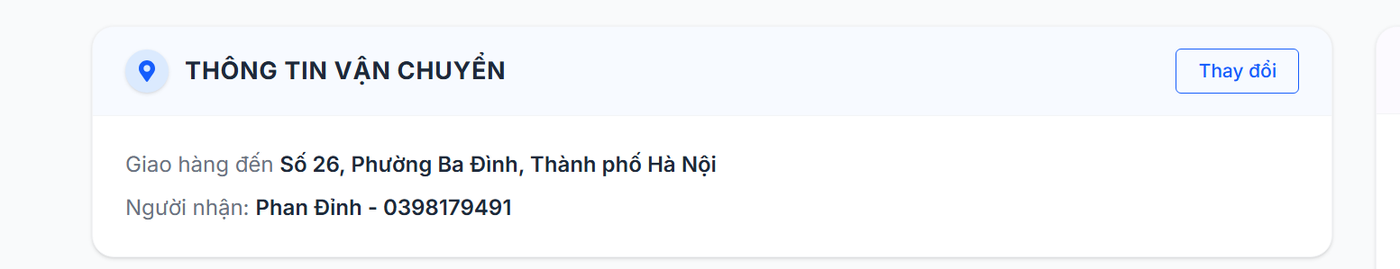 THÔNG TIN VẬN CHUYỂN
Thay đổi
Giao hàng đến Số 26, Phường Ba Đình, Thành phố Hà Nội
Người nhận: Phan Đỉnh - 0398179491